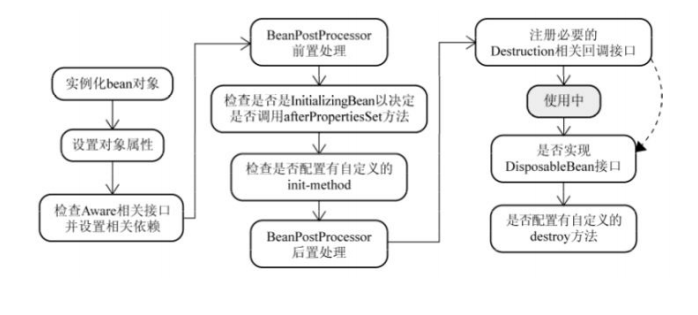 实例化bean对象
设置对象属性
检查Aware相关接口
并设置相关依赖
BeanPostProcessor
前置处理
检查是否是InitializingBean以决定
是否调用afterPropertiesSet方法
检查是否配置有自定义的
init-method
BeanPostProcessor
后置处理
注册必要的
Destruction相关回调接口
使用中
是否实现
DisposableBean接口
是否配置有自定义的
destroy方法